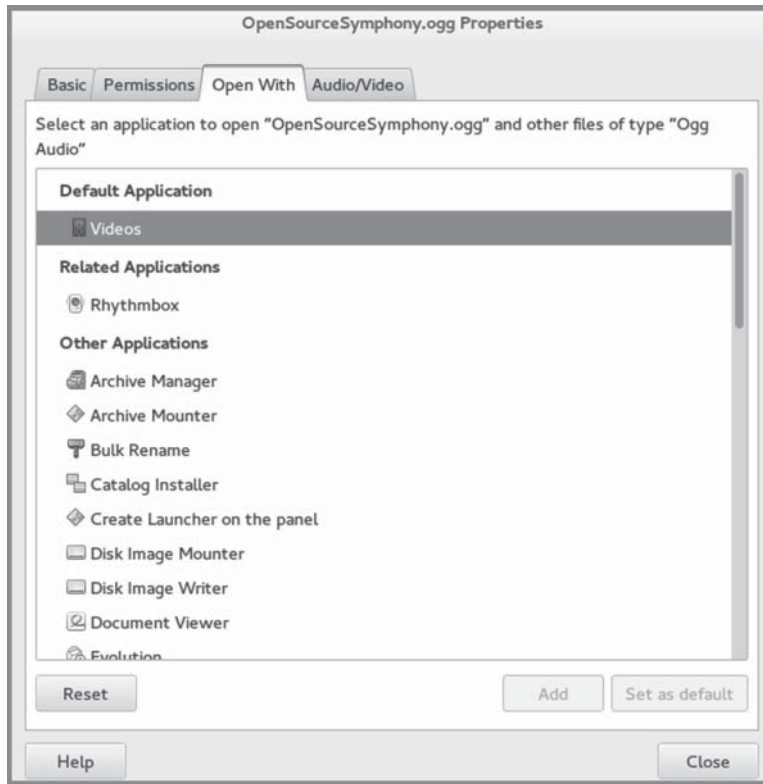 OpenSourceSymphony.ogg Properties
Basic Permissions Open With Audio/Video
Select an application to open "OpenSourceSymphony.ogg" and other files of type "Ogg
Audio"
Default Application
Videos
Related Applications
Rhythmbox
Other Applications
Archive Manager
Archive Mounter
Bulk Rename
Catalog Installer
Create Launcher on the panel
Disk Image Mounter
Disk Image Writer
Document Viewer
Evolution
Reset Add Set as default
Help Close